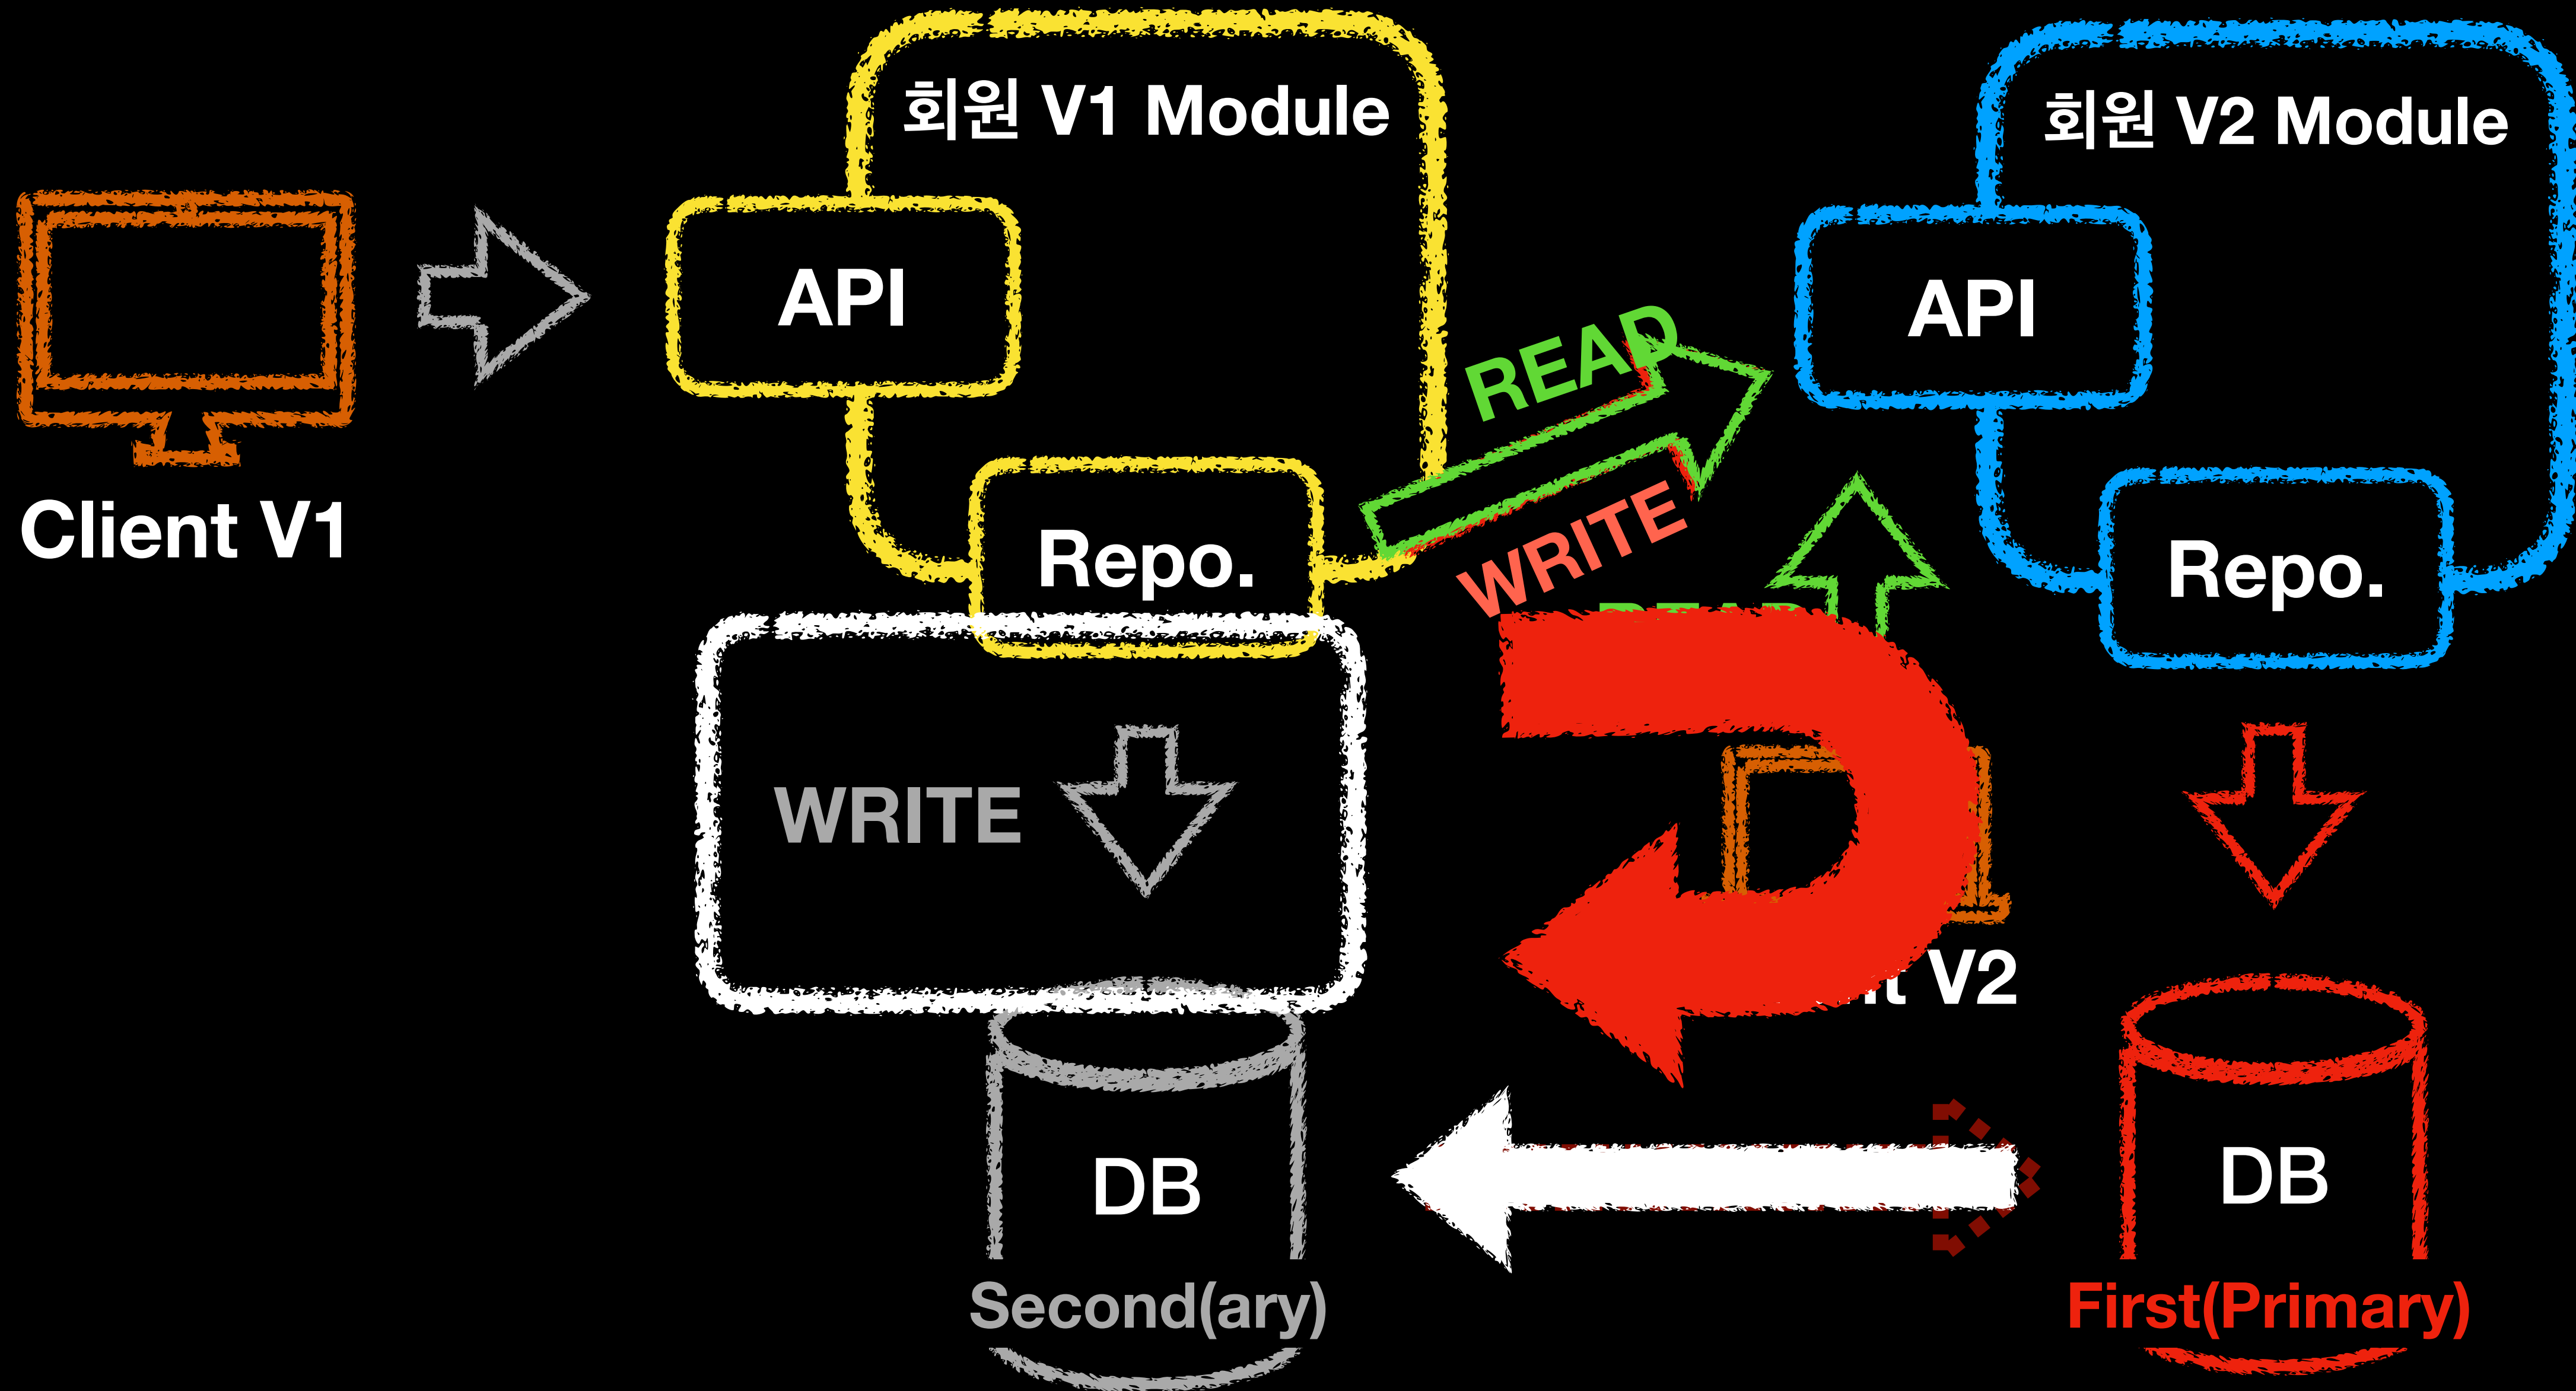 회원 V1 Module
회원 V2 Module
API
API
Client V1
READ
WRITE
Repo.
Repo.
WRITE
V2
DB
DB
Second(ary)
First(Primary)